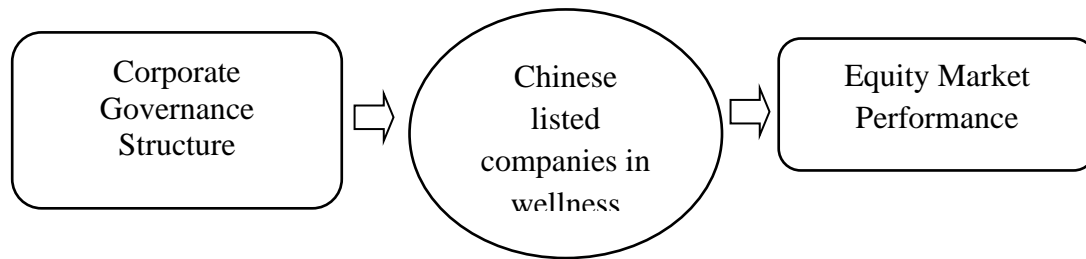 Corporate
Governance
Structure
Chinese
listed
companies in
wellness
Equity Market
Performance